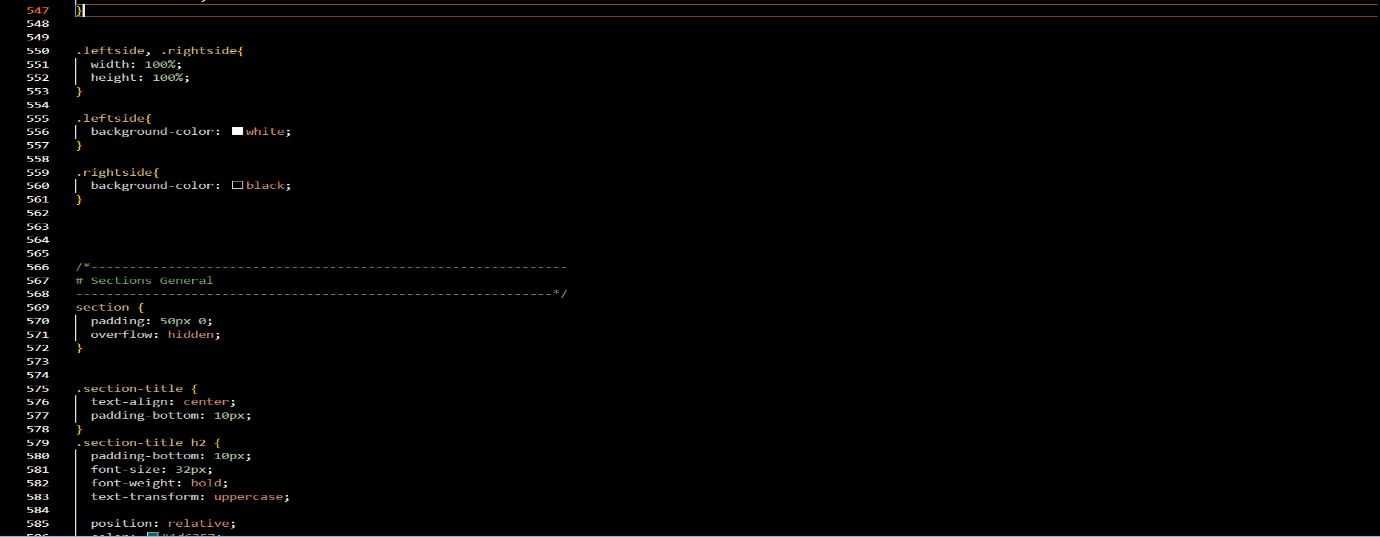 547 }
548
549
550 .leftside, .rightside{
551 width: 100%;
552 height: 100%;
553 }
554
555 .leftside{
556 background-color: white;
557 }
558
559 .rightside{
560 background-color: black;
561 }
562
563
564
565
566 /*--------------------------------------------------------------
567 # Sections General
568 --------------------------------------------------------------*/
569 section {
570 padding: 50px 0;
571 overflow: hidden;
572 }
573
574
575 .section-title {
576 text-align: center;
577 padding-bottom: 10px;
578 }
579 .section-title h2 {
580 padding-bottom: 10px;
581 font-size: 32px;
582 font-weight: bold;
583 text-transform: uppercase;
584
585 position: relative;